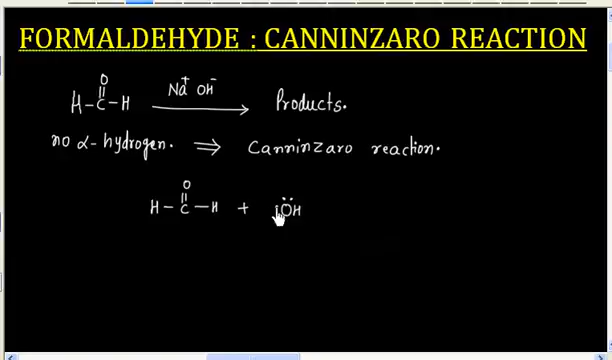 FORMALDEHYDE : CANNINZARO REACTION
O
H-C-H Na+ OH- Products.
no α-hydrogen. ⇒ Canninzaro reaction.
O
H-C-H + :ÖH